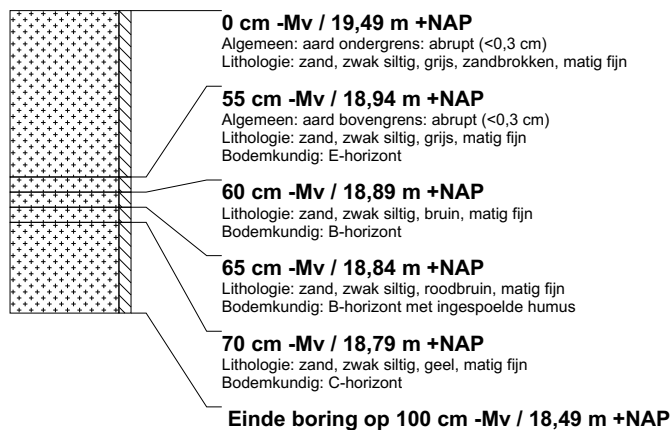 0 cm -Mv / 19,49 m +NAP
Algemeen: aard ondergrens: abrupt (<0,3 cm)
Lithologie: zand, zwak siltig, grijs, zandbrokken, matig fijn
55 cm -Mv / 18,94 m +NAP
Algemeen: aard bovengrens: abrupt (<0,3 cm)
Lithologie: zand, zwak siltig, grijs, matig fijn
Bodemkundig: E-horizont
60 cm -Mv / 18,89 m +NAP
Lithologie: zand, zwak siltig, bruin, matig fijn
Bodemkundig: B-horizont
65 cm -Mv / 18,84 m +NAP
Lithologie: zand, zwak siltig, roodbruin, matig fijn
Bodemkundig: B-horizont met ingespoelde humus
70 cm -Mv / 18,79 m +NAP
Lithologie: zand, zwak siltig, geel, matig fijn
Bodemkundig: C-horizont
Einde boring op 100 cm -Mv / 18,49 m +NAP